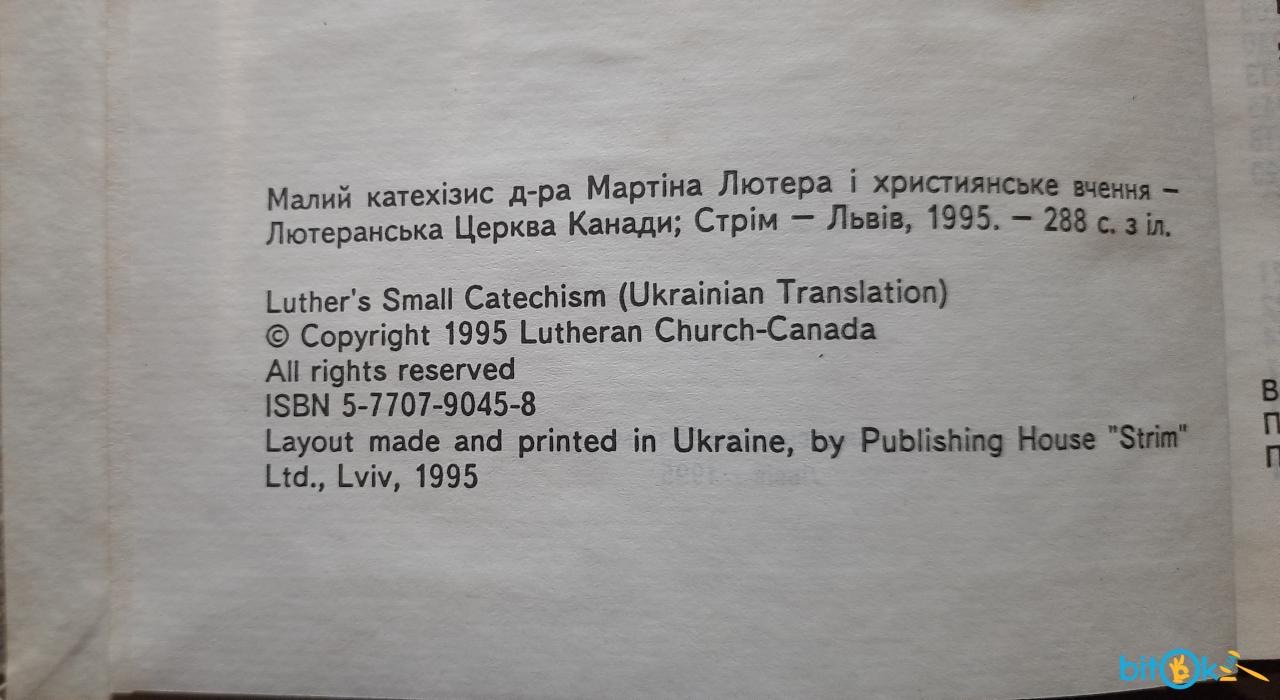 Малий катехізис д-ра Мартіна Лютера і християнське вчення –
Лютеранська Церква Канади; Стрім — Львів, 1995. — 288 с. з іл.
Luther's Small Catechism (Ukrainian Translation)
© Copyright 1995 Lutheran Church-Canada
All rights reserved
ISBN 5-7707-9045-8
Layout made and printed in Ukraine, by Publishing House "Strim"
Ltd., Lviv, 1995
В
П
П